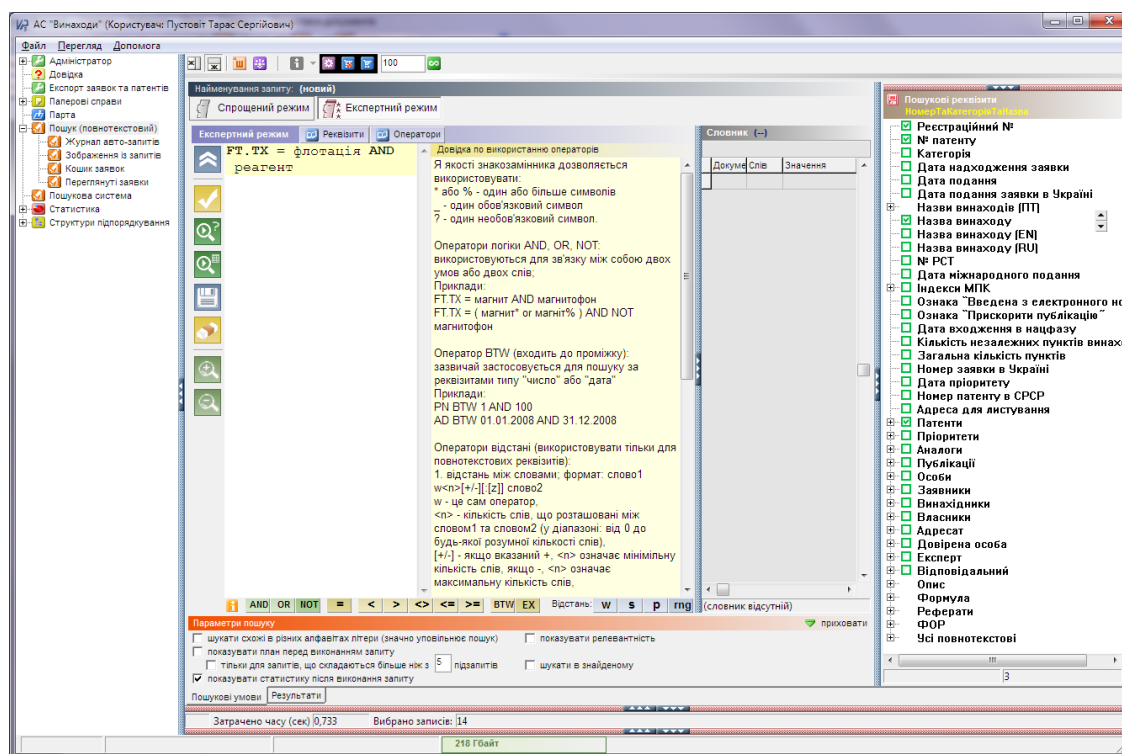 АС "Винаходи" (Користувач: Пустовіт Тарас Сергійович)
Файл Перегляд Допомога
Адміністратор
Довідка
Експорт заявок та патентів
Паперові справи
Парта
Пошук (повнотекстовий)
Журнал авто-запитів
Зображення із запитів
Кошик заявок
Переглянуті заявки
Пошукова система
Статистика
Структури підпорядкування
100
Найменування запиту: (новий)
Спрощений режим Експертний режим
Експертний режим Реквізити Оператори
FT.TX = флотація AND
реагент
Довідка по використанню операторів
Я якості знакозамінника дозволяється
використовувати:
* або % - один або більше символів
_ - один обов'язковий символ
? - один необов'язковий символ.
Оператори логіки AND, OR, NOT:
використовуються для зв'язку між собою двох
умов або двох слів;
Приклади:
FT.TX = магнит AND магнитофон
FT.TX = ( магнит* or магніт% ) AND NOT
магнитофон
Оператор BTW (входить до проміжку):
зазвичай застосовується для пошуку за
реквізитами типу "число" або "дата"
Приклади:
PN BTW 1 AND 100
AD BTW 01.01.2008 AND 31.12.2008
Оператори відстані (використовувати тільки для
повнотекстових реквізитів):
1. відстань між словами; формат: слово1
w<n>[+/-][:[z]] слово2
w - це сам оператор,
<n> - кількість слів, що розташовані між
словом1 та словом2 (у діапазоні: від 0 до
будь-якої розумної кількості слів),
[+/-] - якщо вказаний +, <n> означає мінімільну
кількість слів, якщо -, <n> означає
максимальну кількість слів,
Словник (--)
Докуме Слів Значення
(словник відсутній)
AND OR NOT = < > <> <= >= BTW EX Відстань: w s p rng
Параметри пошуку приховати
шукати схожі в різних алфавітах літери (значно уповільнює пошук) показувати релевантність
показувати план перед виконанням запиту
тільки для запитів, що складаються більше ніж з 5 підзапитів шукати в знайденому
показувати статистику після виконання запиту
Пошукові умови Результати
Затрачено часу (сек) 0,733 Вибрано записів: 14
218 Гбайт
Пошукові реквізити
НомерТаКатегоріяТаНазва
Реєстраційний №
№ патенту
Категорія
Дата надходження заявки
Дата подання
Дата подання заявки в Україні
Назви винаходів (ПТ)
Назва винаходу
Назва винаходу (EN)
Назва винаходу (RU)
№ PCT
Дата міжнародного подання
Індекси МПК
Ознака "Введена з електронного но
Ознака "Прискорити публікацію"
Дата входження в нацфазу
Кількість незалежних пунктів винахо
Загальна кількість пунктів
Номер заявки в Україні
Дата пріоритету
Номер патенту в СРСР
Адреса для листування
Патенти
Пріоритети
Аналоги
Публікації
Особи
Заявники
Винахідники
Власники
Адресат
Довірена особа
Експерт
Відповідальний
Опис
Формула
Реферати
ФОР
Усі повнотекстові
3